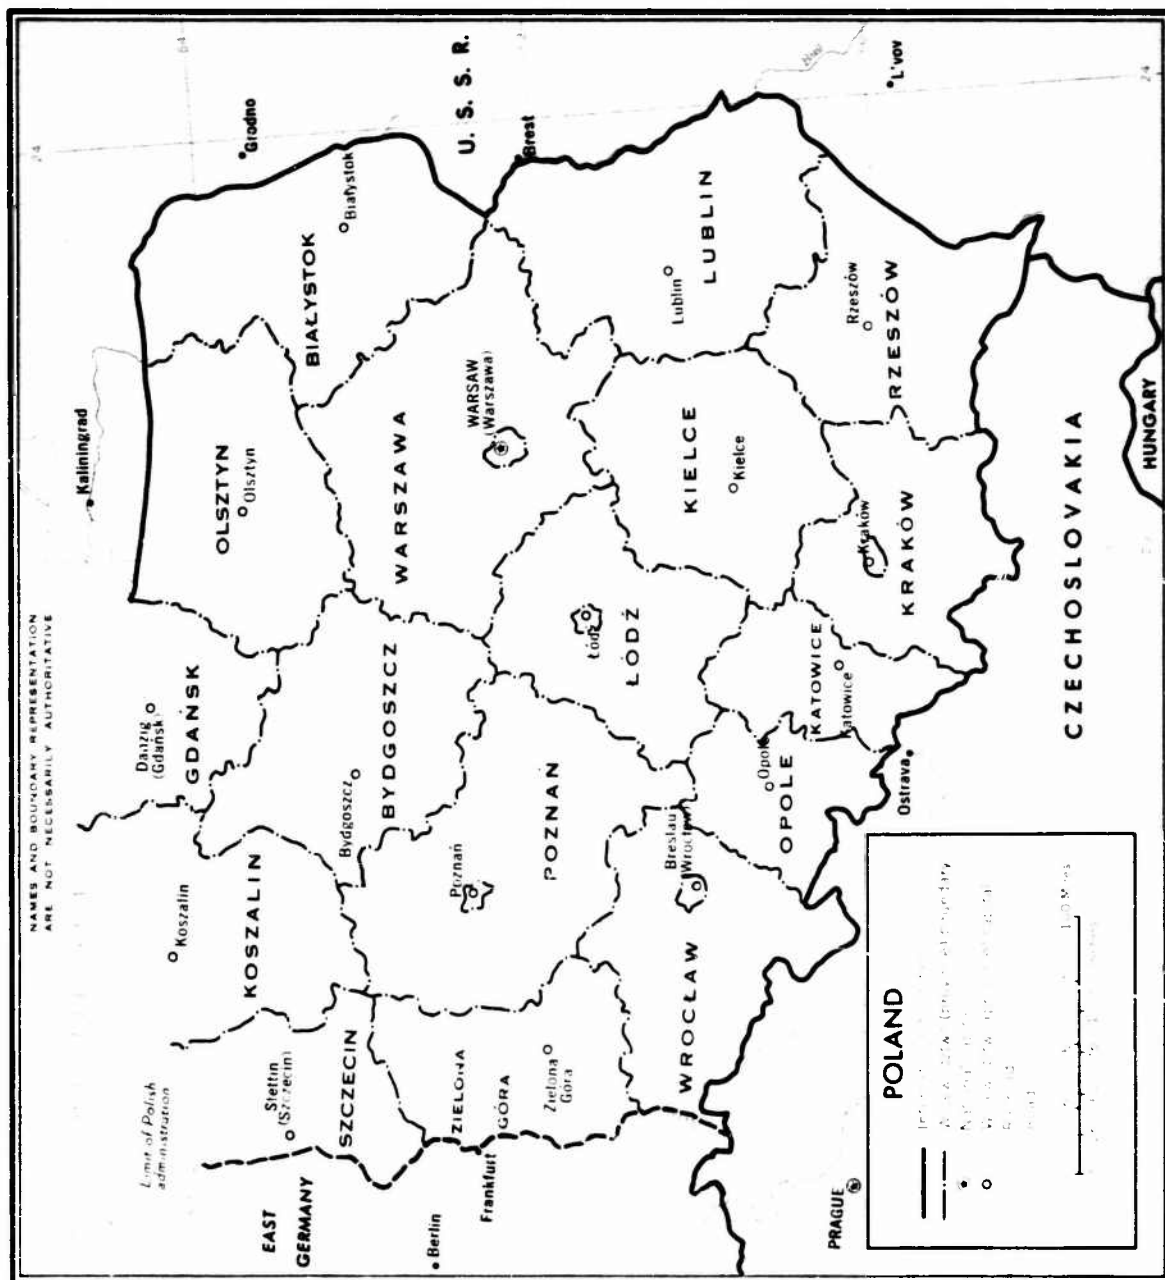 NAMES AND BOUNDARY REPRESENTATION
ARE NOT NECESSARILY AUTHORITATIVE
Limit of Polish
administration
EAST
GERMANY
Berlin
Frankfurt
PRAGUE
Stettin
(Szczecin)
SZCZECIN
ZIELONA
GÓRA
Zielona
Góra
Koszalin
KOSZALIN
Danzig
(Gdańsk)
GDAŃSK
Bydgoszcz
BYDGOSZCZ
Poznań
POZNAŃ
Breslau
(Wrocław)
WROCŁAW
Opole
OPOLE
Ostrava
KATOWICE
Katowice
Łódź
ŁÓDŹ
Kaliningrad
OLSZTYN
Olsztyn
WARSZAWA
WARSAW
(Warszawa)
KIELCE
Kielce
Kraków
KRAKÓW
BIAŁYSTOK
Białystok
Grodno
U. S. S. R.
Brest
Lublin
LUBLIN
Rzeszów
RZESZÓW
L'vov
24
54
24
CZECHOSLOVAKIA
HUNGARY
POLAND